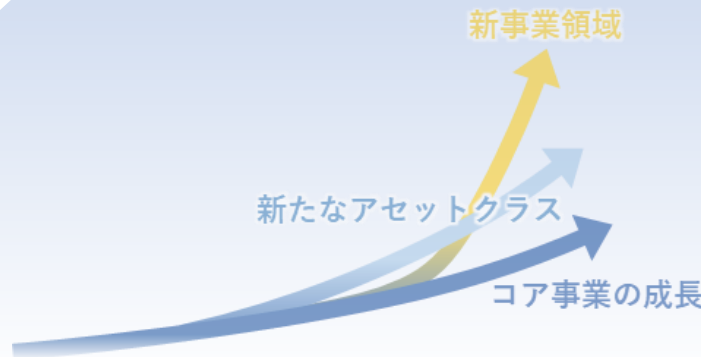 新事業領域
新たなアセットクラス
コア事業の成長